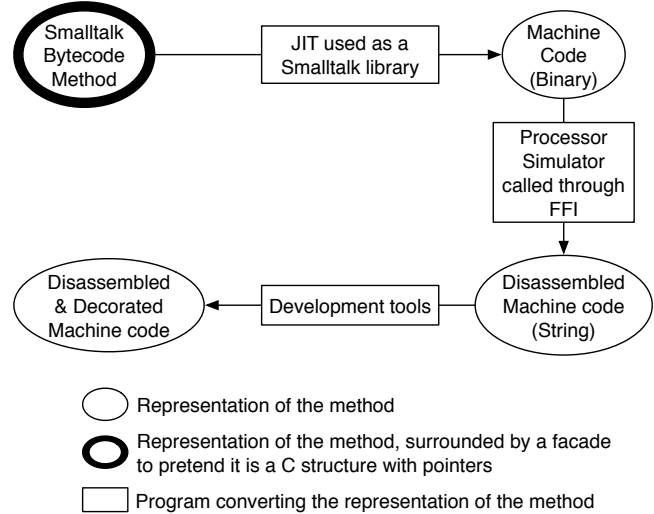 Smalltalk
Bytecode
Method
JIT used as a
Smalltalk library
Machine
Code
(Binary)
Processor
Simulator
called through
FFI
Disassembled
& Decorated
Machine code
Development tools
Disassembled
Machine code
(String)
Representation of the method
Representation of the method, surrounded by a facade
to pretend it is a C structure with pointers
Program converting the representation of the method